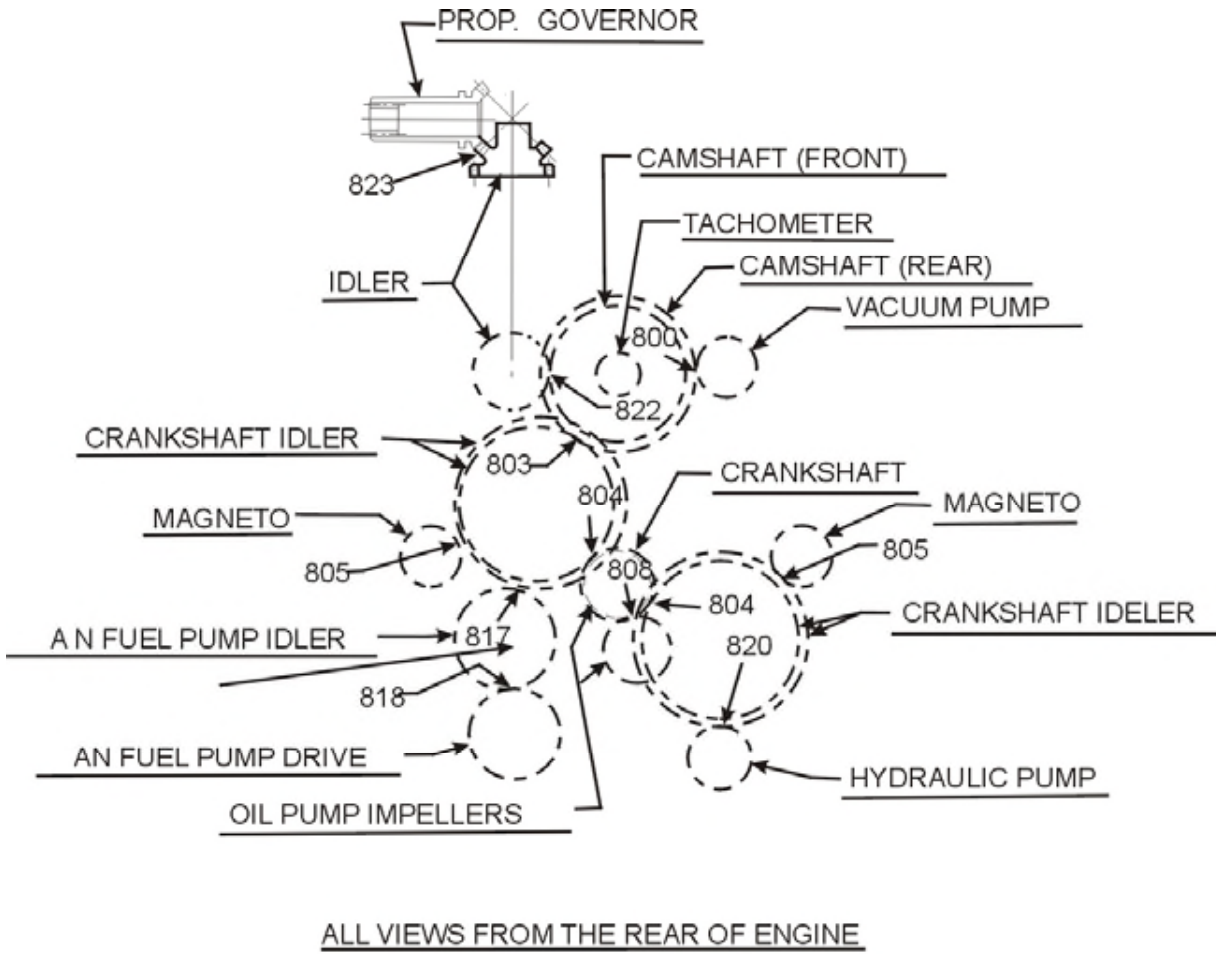 PROP. GOVERNOR
CAMSHAFT (FRONT)
823
TACHOMETER
CAMSHAFT (REAR)
IDLER
VACUUM PUMP
800
822
CRANKSHAFT IDLER
803
CRANKSHAFT
804
MAGNETO
MAGNETO
805
805
808
804
CRANKSHAFT IDELER
A N FUEL PUMP IDLER
817
820
818
AN FUEL PUMP DRIVE
HYDRAULIC PUMP
OIL PUMP IMPELLERS
ALL VIEWS FROM THE REAR OF ENGINE